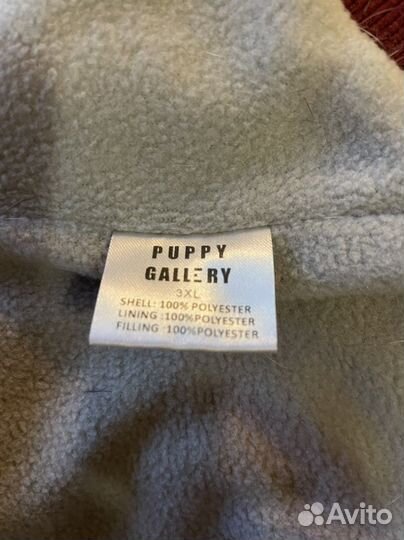 PUPPY
GALLERY
3XL
SHELL: 100% POLYESTER
LINING :100% POLYESTER
FILLING :100% POLYESTER
Avito